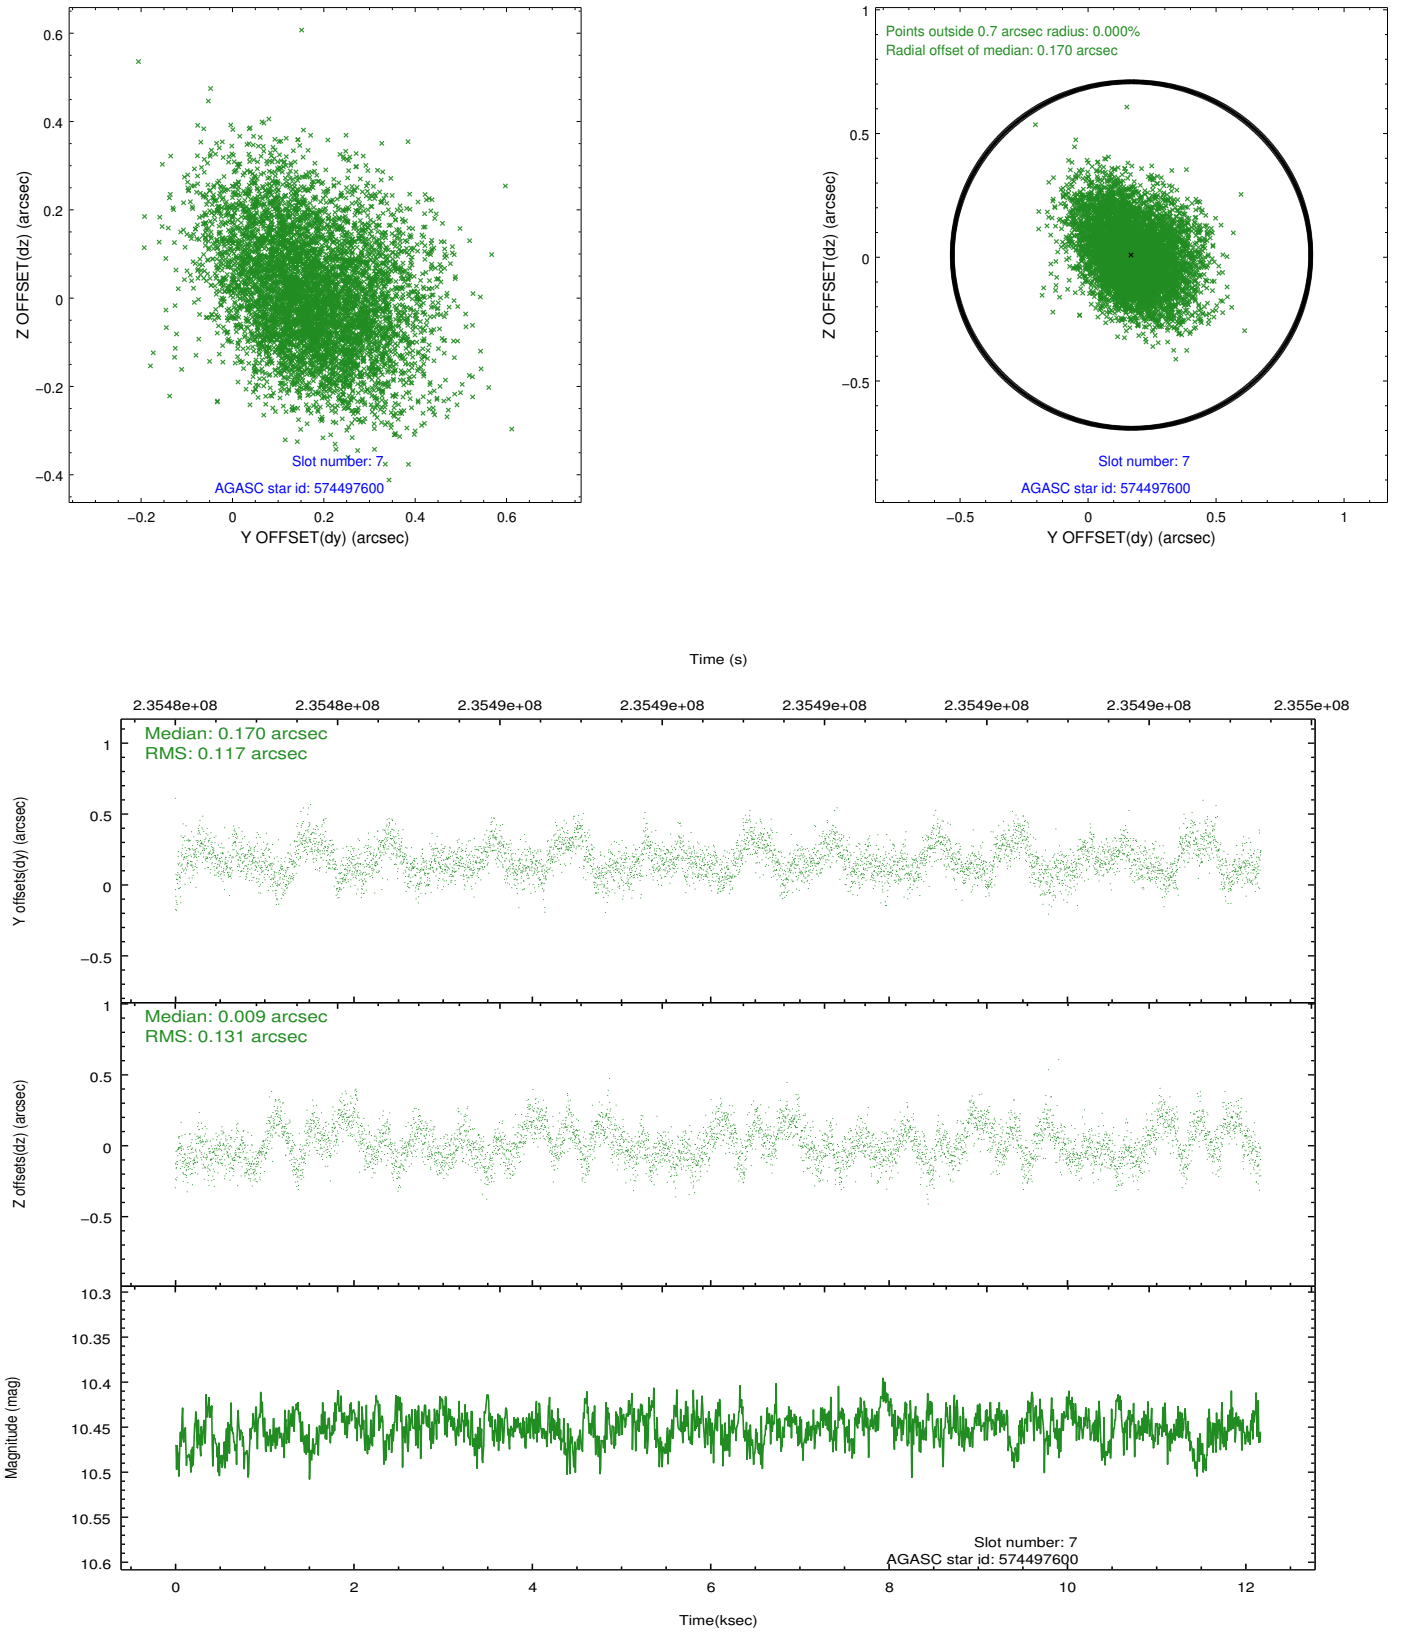 0.6
0.4
0.2
0
−0.2
−0.4
Z OFFSET(dz) (arcsec)
Slot number: 7
AGASC star id: 574497600
−0.2 0 0.2 0.4 0.6
Y OFFSET(dy) (arcsec)
Points outside 0.7 arcsec radius: 0.000%
Radial offset of median: 0.170 arcsec
1
0.5
0
−0.5
Z OFFSET(dz) (arcsec)
Slot number: 7
AGASC star id: 574497600
−0.5 0 0.5 1
Y OFFSET(dy) (arcsec)
Time (s)
2.3548e+08 2.3548e+08 2.3549e+08 2.3549e+08 2.3549e+08 2.3549e+08 2.3549e+08 2.355e+08
Median: 0.170 arcsec
RMS: 0.117 arcsec
1
0.5
0
−0.5
Y offsets(dy) (arcsec)
Median: 0.009 arcsec
RMS: 0.131 arcsec
1
0.5
0
−0.5
Z offsets(dz) (arcsec)
10.3
10.35
10.4
10.45
10.5
10.55
10.6
Magnitude (mag)
Slot number: 7
AGASC star id: 574497600
0 2 4 6 8 10 12
Time(ksec)